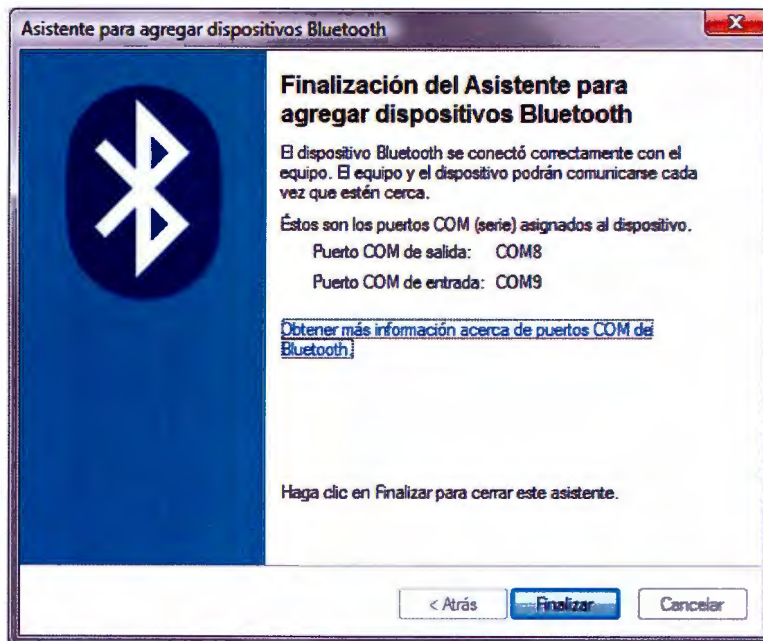 Asistente para agregar dispositivos Bluetooth
Finalización del Asistente para
agregar dispositivos Bluetooth
El dispositivo Bluetooth se conectó correctamente con el
equipo. El equipo y el dispositivo podrán comunicarse cada
vez que estén cerca.
Éstos son los puertos COM (serie) asignados al dispositivo.
Puerto COM de salida: COM8
Puerto COM de entrada: COM9
Obtener más información acerca de puertos COM de
Bluetooth.
Haga clic en Finalizar para cerrar este asistente.
< Atrás Finalizar Cancelar